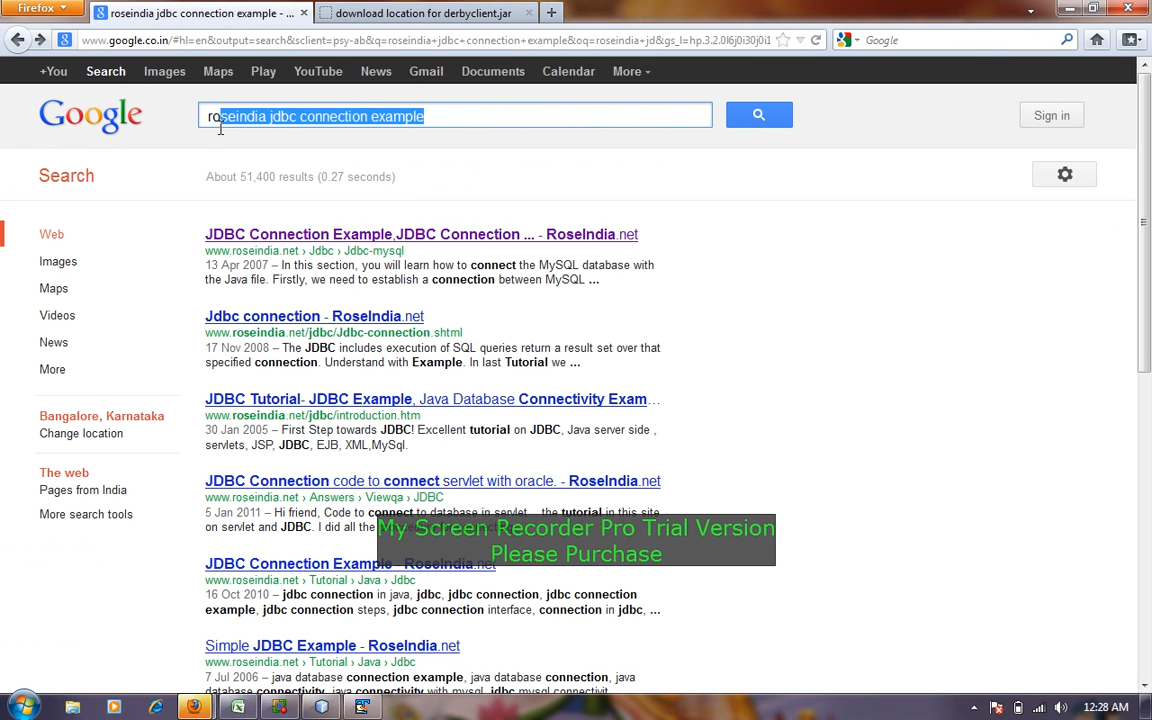 Firefox
roseindia jdbc connection example - ...
download location for derbyclient.jar
www.google.co.in/#hl=en&output=search&sclient=psy-ab&q=roseindia+jdbc+connection+example&oq=roseindia+jd&gs_l=hp.3.2.0l6j0i30j0i1
Google
+You Search Images Maps Play YouTube News Gmail Documents Calendar More
Google
roseindia jdbc connection example
Sign in
Search
About 51,400 results (0.27 seconds)
Web
Images
Maps
Videos
News
More
Bangalore, Karnataka
Change location
The web
Pages from India
More search tools
JDBC Connection Example,JDBC Connection ... - RoseIndia.net
www.roseindia.net › Jdbc › Jdbc-mysql
13 Apr 2007 – In this section, you will learn how to connect the MySQL database with
the Java file. Firstly, we need to establish a connection between MySQL ...
Jdbc connection - RoseIndia.net
www.roseindia.net/jdbc/Jdbc-connection.shtml
17 Nov 2008 – The JDBC includes execution of SQL queries return a result set over that
specified connection. Understand with Example. In last Tutorial we ...
JDBC Tutorial- JDBC Example, Java Database Connectivity Exam...
www.roseindia.net/jdbc/introduction.htm
30 Jan 2005 – First Step towards JDBC! Excellent tutorial on JDBC, Java server side ,
servlets, JSP, JDBC, EJB, XML,MySql.
JDBC Connection code to connect servlet with oracle. - RoseIndia.net
www.roseindia.net › Answers › Viewqa › JDBC
5 Jan 2011 – Hi friend, Code to connect to database in servlet... the tutorial in this site
on servlet and JDBC. I did all the
My Screen Recorder Pro Trial Version
Please Purchase
JDBC Connection Example - RoseIndia.net
www.roseindia.net › Tutorial › Java › Jdbc
16 Oct 2010 – jdbc connection in java, jdbc, jdbc connection, jdbc connection
example, jdbc connection steps, jdbc connection interface, connection in jdbc, ...
Simple JDBC Example - RoseIndia.net
www.roseindia.net › Tutorial › Java › Jdbc
7 Jul 2006 – java database connection example, java database connection, java
database connectivity, java connectivity with mysql, jdbc mysql connectivit
12:28 AM